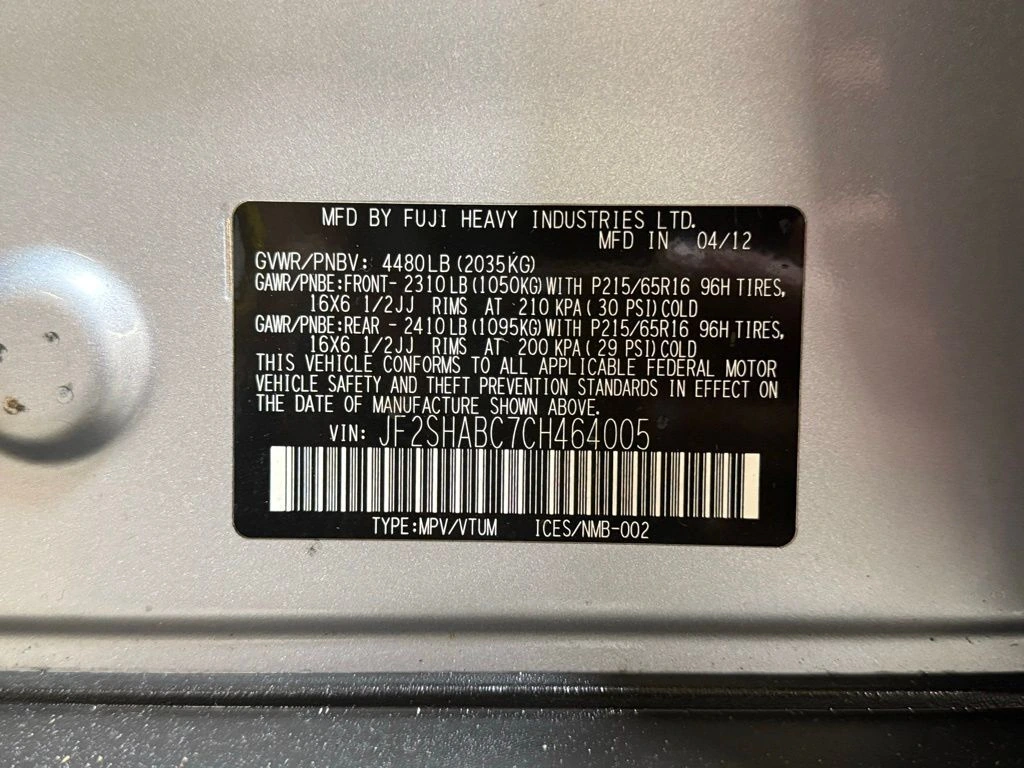 MFD BY FUJI HEAVY INDUSTRIES LTD.
MFD IN 04/12
GVWR/PNBV: 4480LB (2035KG)
GAWR/PNBE:FRONT- 2310LB (1050KG) WITH P215/65R16 96H TIRES,
16X6 1/2JJ RIMS AT 210 KPA( 30 PSI) COLD
GAWR/PNBE:REAR - 2410LB (1095KG) WITH P215/65R16 96H TIRES,
16X6 1/2JJ RIMS AT 200 KPA( 29 PSI) COLD
THIS VEHICLE CONFORMS TO ALL APPLICABLE FEDERAL MOTOR
VEHICLE SAFETY AND THEFT PREVENTION STANDARDS IN EFFECT ON
THE DATE OF MANUFACTURE SHOWN ABOVE.
VIN: JF2SHABC7CH464005
TYPE:MPV/VTUM ICES/NMB-002